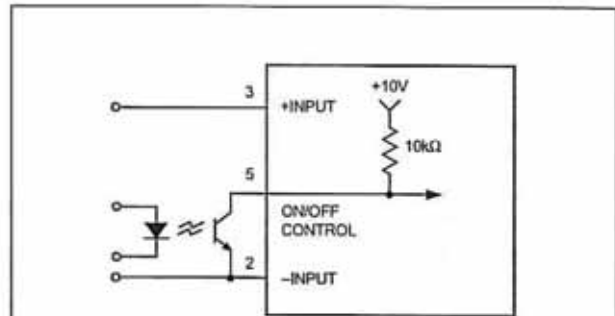 3
+INPUT
+10V
10kΩ
5
ON/OFF
CONTROL
2
–INPUT